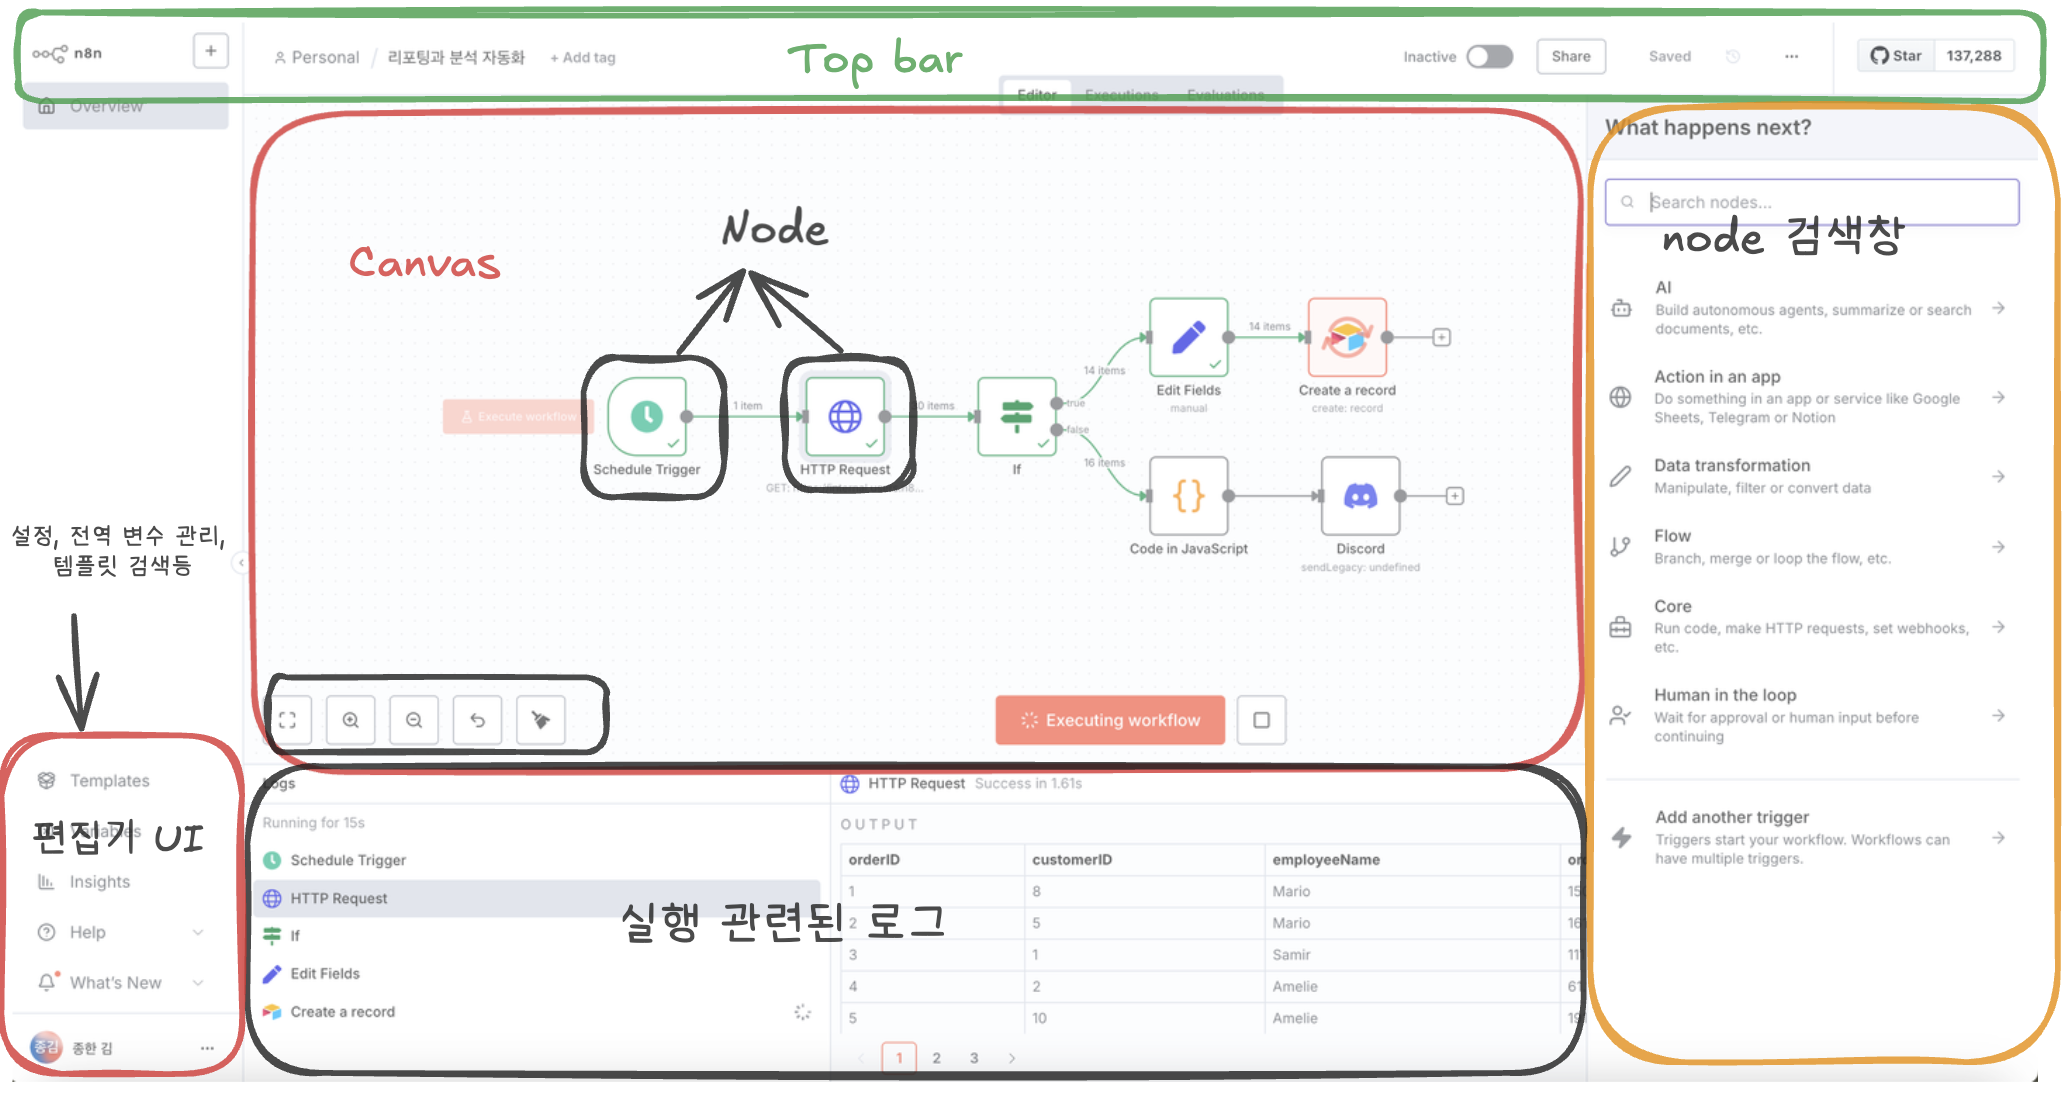 n8n
Personal / 리포팅과 분석 자동화 + Add tag
Top bar
Inactive
Share
Saved
Star 137,288
Overview
Editor Executions Evaluations
Canvas
Node
Execute workflow
Schedule Trigger
1 item
HTTP Request
items
If
true
false
14 items
16 items
Edit Fields
manual
14 items
Create a record
create: record
Code in JavaScript
Discord
sendLegacy: undefined
Executing workflow
설정, 전역 변수 관리,
템플릿 검색등
Templates
편집기 UI
Insights
Help
What's New
종김 종한 김
Logs
Running for 15s
Schedule Trigger
HTTP Request
If
Edit Fields
Create a record
실행 관련된 로그
HTTP Request Success in 1.61s
OUTPUT
orderID customerID employeeName
1 8 Mario
2 5 Mario
3 1 Samir
4 2 Amelie
5 10 Amelie
1 2 3
What happens next?
Search nodes...
node 검색창
AI
Build autonomous agents, summarize or search
documents, etc.
Action in an app
Do something in an app or service like Google
Sheets, Telegram or Notion
Data transformation
Manipulate, filter or convert data
Flow
Branch, merge or loop the flow, etc.
Core
Run code, make HTTP requests, set webhooks,
etc.
Human in the loop
Wait for approval or human input before
continuing
Add another trigger
Triggers start your workflow. Workflows can
have multiple triggers.